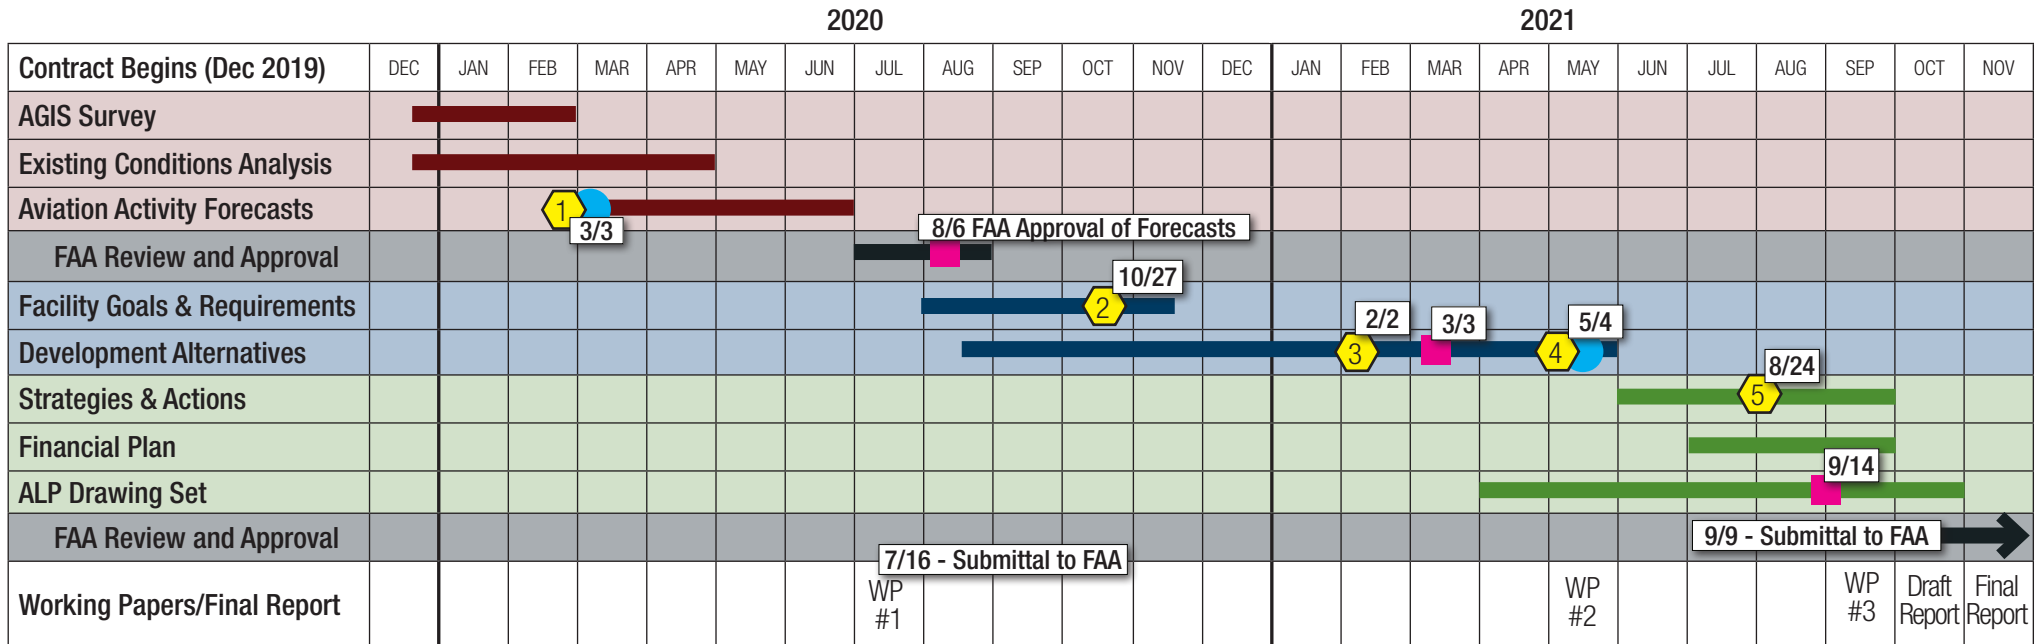 2020 2021
Contract Begins (Dec 2019) DEC JAN FEB MAR APR MAY JUN JUL AUG SEP OCT NOV DEC JAN FEB MAR APR MAY JUN JUL AUG SEP OCT NOV
AGIS Survey
Existing Conditions Analysis
Aviation Activity Forecasts 1
3/3
8/6 FAA Approval of Forecasts
FAA Review and Approval
10/27
Facility Goals & Requirements 2
2/2 3/3 5/4
Development Alternatives 3 4
8/24
Strategies & Actions 5
Financial Plan
9/14
ALP Drawing Set
FAA Review and Approval 9/9 - Submittal to FAA
7/16 - Submittal to FAA
Working Papers/Final Report
WP
#1
WP
#2
WP
#3
Draft
Report
Final
Report